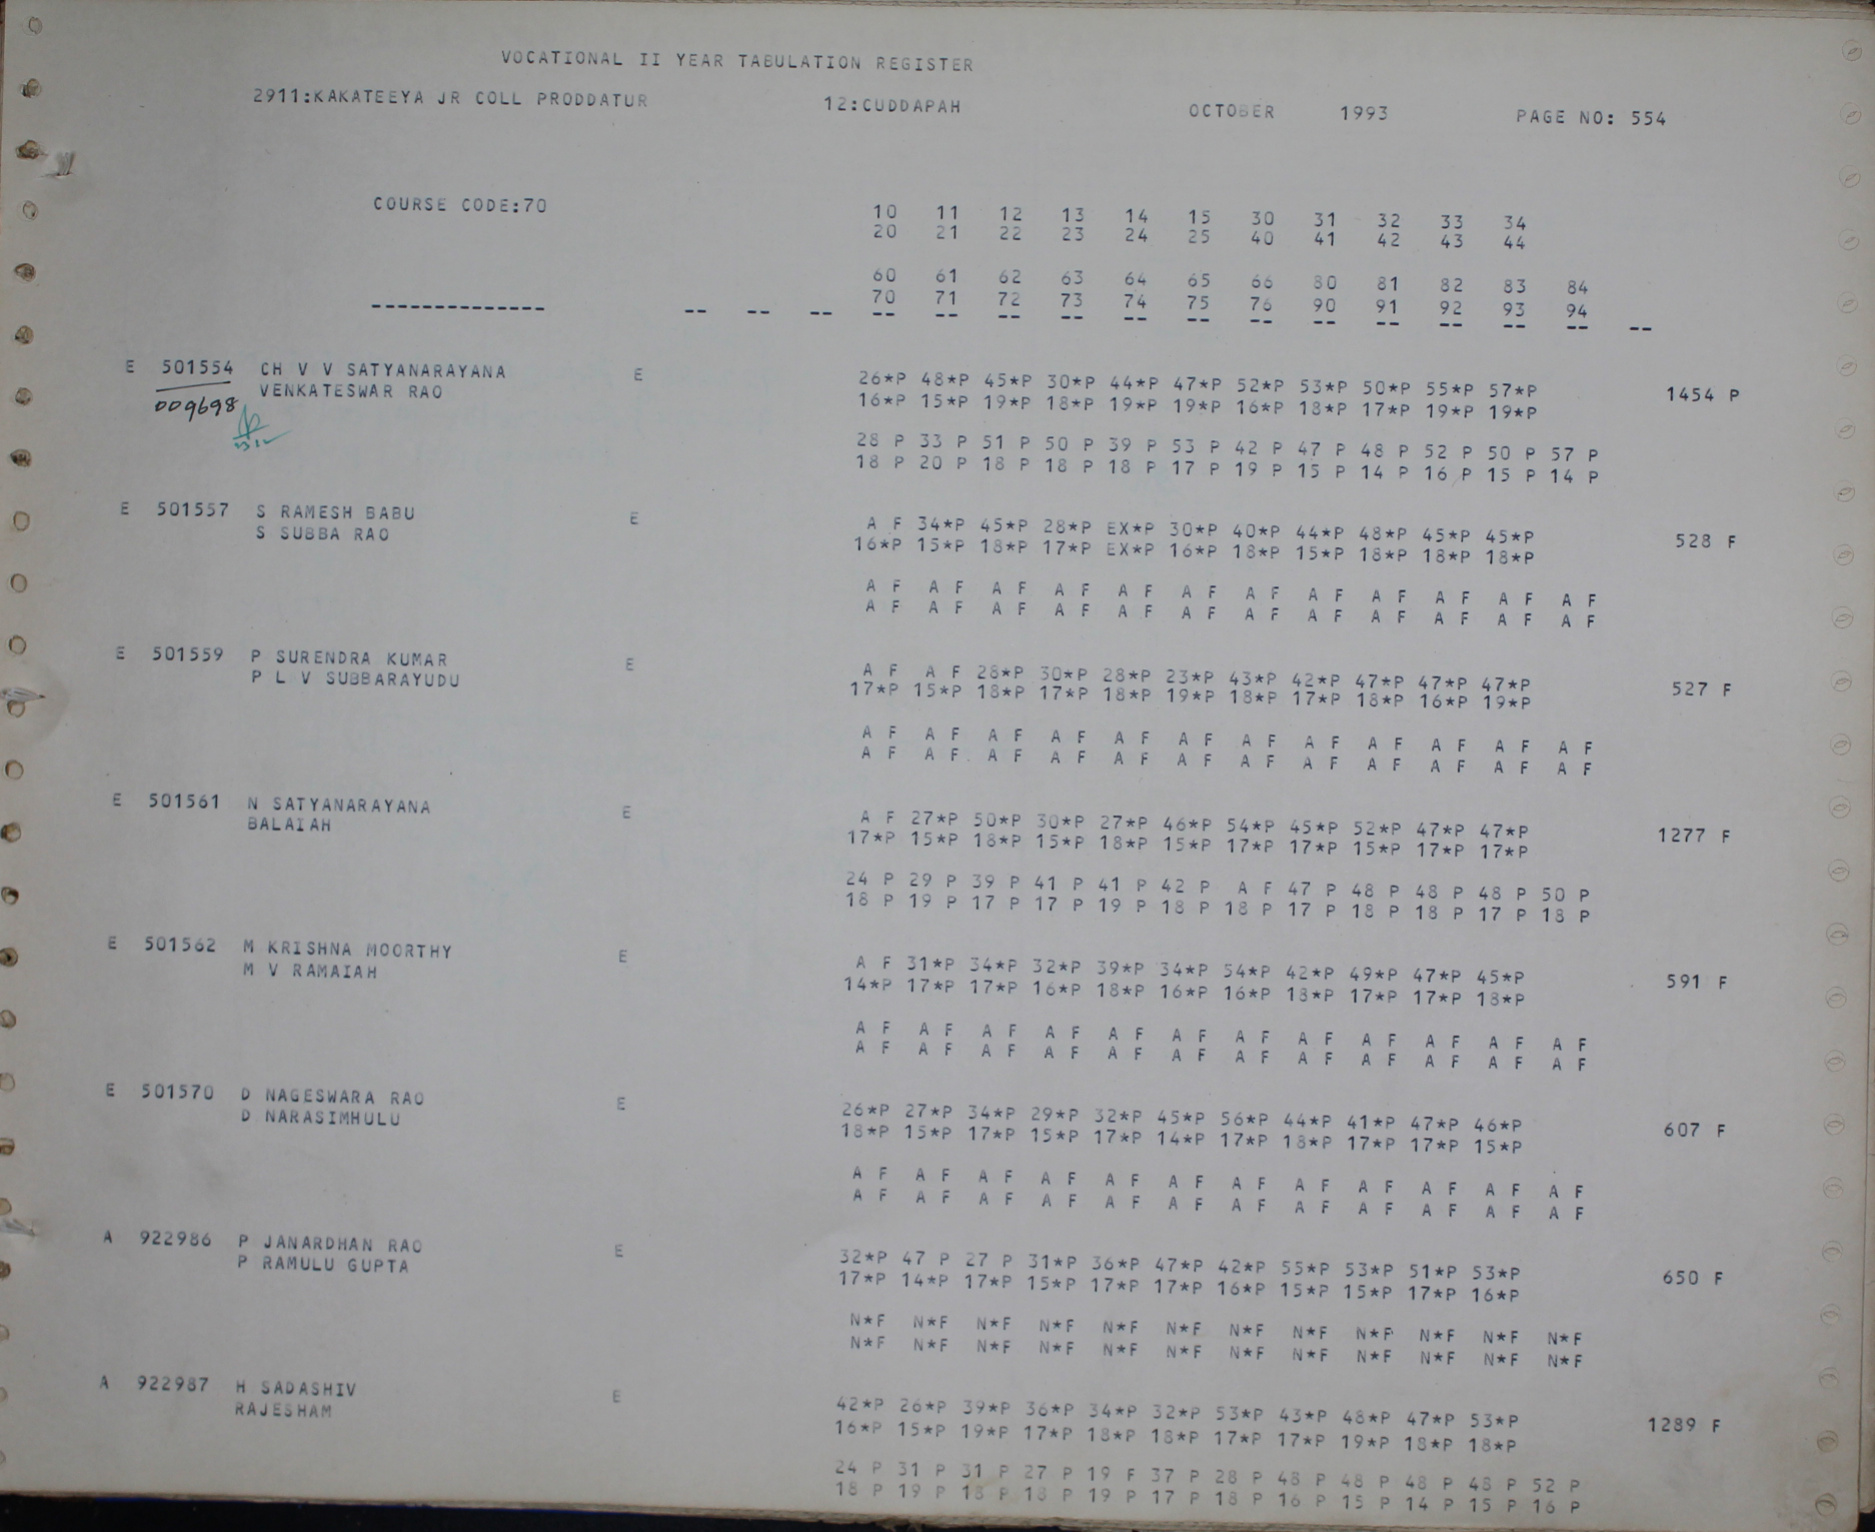 VOCATIONAL II YEAR TABULATION REGISTER
2911:KAKATEEYA JR COLL PRODDATUR 12:CUDDAPAH OCTOBER 1993 PAGE NO: 554
COURSE CODE:70 10 11 12 13 14 15 30 31 32 33 34
20 21 22 23 24 25 40 41 42 43 44
60 61 62 63 64 65 66 80 81 82 83 84
70 71 72 73 74 75 76 90 91 92 93 94
-------------- -- -- -- -- -- -- -- -- -- -- -- -- -- -- -- --
E 501554 CH V V SATYANARAYANA E 26*P 48*P 45*P 30*P 44*P 47*P 52*P 53*P 50*P 55*P 57*P 1454 P
009698 VENKATESWAR RAO 16*P 15*P 19*P 18*P 19*P 19*P 16*P 18*P 17*P 19*P 19*P
28 P 33 P 51 P 50 P 39 P 53 P 42 P 47 P 48 P 52 P 50 P 57 P
18 P 20 P 18 P 18 P 18 P 17 P 19 P 15 P 14 P 16 P 15 P 14 P
E 501557 S RAMESH BABU E A F 34*P 45*P 28*P EX*P 30*P 40*P 44*P 48*P 45*P 45*P 528 F
S SUBBA RAO 16*P 15*P 18*P 17*P EX*P 16*P 18*P 15*P 18*P 18*P 18*P
A F A F A F A F A F A F A F A F A F A F A F A F
A F A F A F A F A F A F A F A F A F A F A F A F
E 501559 P SURENDRA KUMAR E A F A F 28*P 30*P 28*P 23*P 43*P 42*P 47*P 47*P 47*P 527 F
P L V SUBBARAYUDU 17*P 15*P 18*P 17*P 18*P 19*P 18*P 17*P 18*P 16*P 19*P
A F A F A F A F A F A F A F A F A F A F A F A F
A F A F A F A F A F A F A F A F A F A F A F A F
E 501561 N SATYANARAYANA E A F 27*P 50*P 30*P 27*P 46*P 54*P 45*P 52*P 47*P 47*P 1277 F
BALAIAH 17*P 15*P 18*P 15*P 18*P 15*P 17*P 17*P 15*P 17*P 17*P
24 P 29 P 39 P 41 P 41 P 42 P A F 47 P 48 P 48 P 48 P 50 P
18 P 19 P 17 P 17 P 19 P 18 P 18 P 17 P 18 P 18 P 17 P 18 P
E 501562 M KRISHNA MOORTHY E A F 31*P 34*P 32*P 39*P 34*P 54*P 42*P 49*P 47*P 45*P 591 F
M V RAMAIAH 14*P 17*P 17*P 16*P 18*P 16*P 16*P 18*P 17*P 17*P 18*P
A F A F A F A F A F A F A F A F A F A F A F A F
A F A F A F A F A F A F A F A F A F A F A F A F
E 501570 D NAGESWARA RAO E 26*P 27*P 34*P 29*P 32*P 45*P 56*P 44*P 41*P 47*P 46*P 607 F
D NARASIMHULU 18*P 15*P 17*P 15*P 17*P 14*P 17*P 18*P 17*P 17*P 15*P
A F A F A F A F A F A F A F A F A F A F A F A F
A F A F A F A F A F A F A F A F A F A F A F A F
A 922986 P JANARDHAN RAO E 32*P 47 P 27 P 31*P 36*P 47*P 42*P 55*P 53*P 51*P 53*P 650 F
P RAMULU GUPTA 17*P 14*P 17*P 15*P 17*P 17*P 16*P 15*P 15*P 17*P 16*P
N*F N*F N*F N*F N*F N*F N*F N*F N*F N*F N*F N*F
N*F N*F N*F N*F N*F N*F N*F N*F N*F N*F N*F N*F
A 922987 H SADASHIV E 42*P 26*P 39*P 36*P 34*P 32*P 53*P 43*P 48*P 47*P 53*P 1289 F
RAJESHAM 16*P 15*P 19*P 17*P 18*P 18*P 17*P 17*P 19*P 18*P 18*P
24 P 31 P 31 P 27 P 19 F 37 P 28 P 48 P 48 P 48 P 48 P 52 P
18 P 19 P 18 P 18 P 19 P 17 P 18 P 16 P 15 P 14 P 15 P 16 P